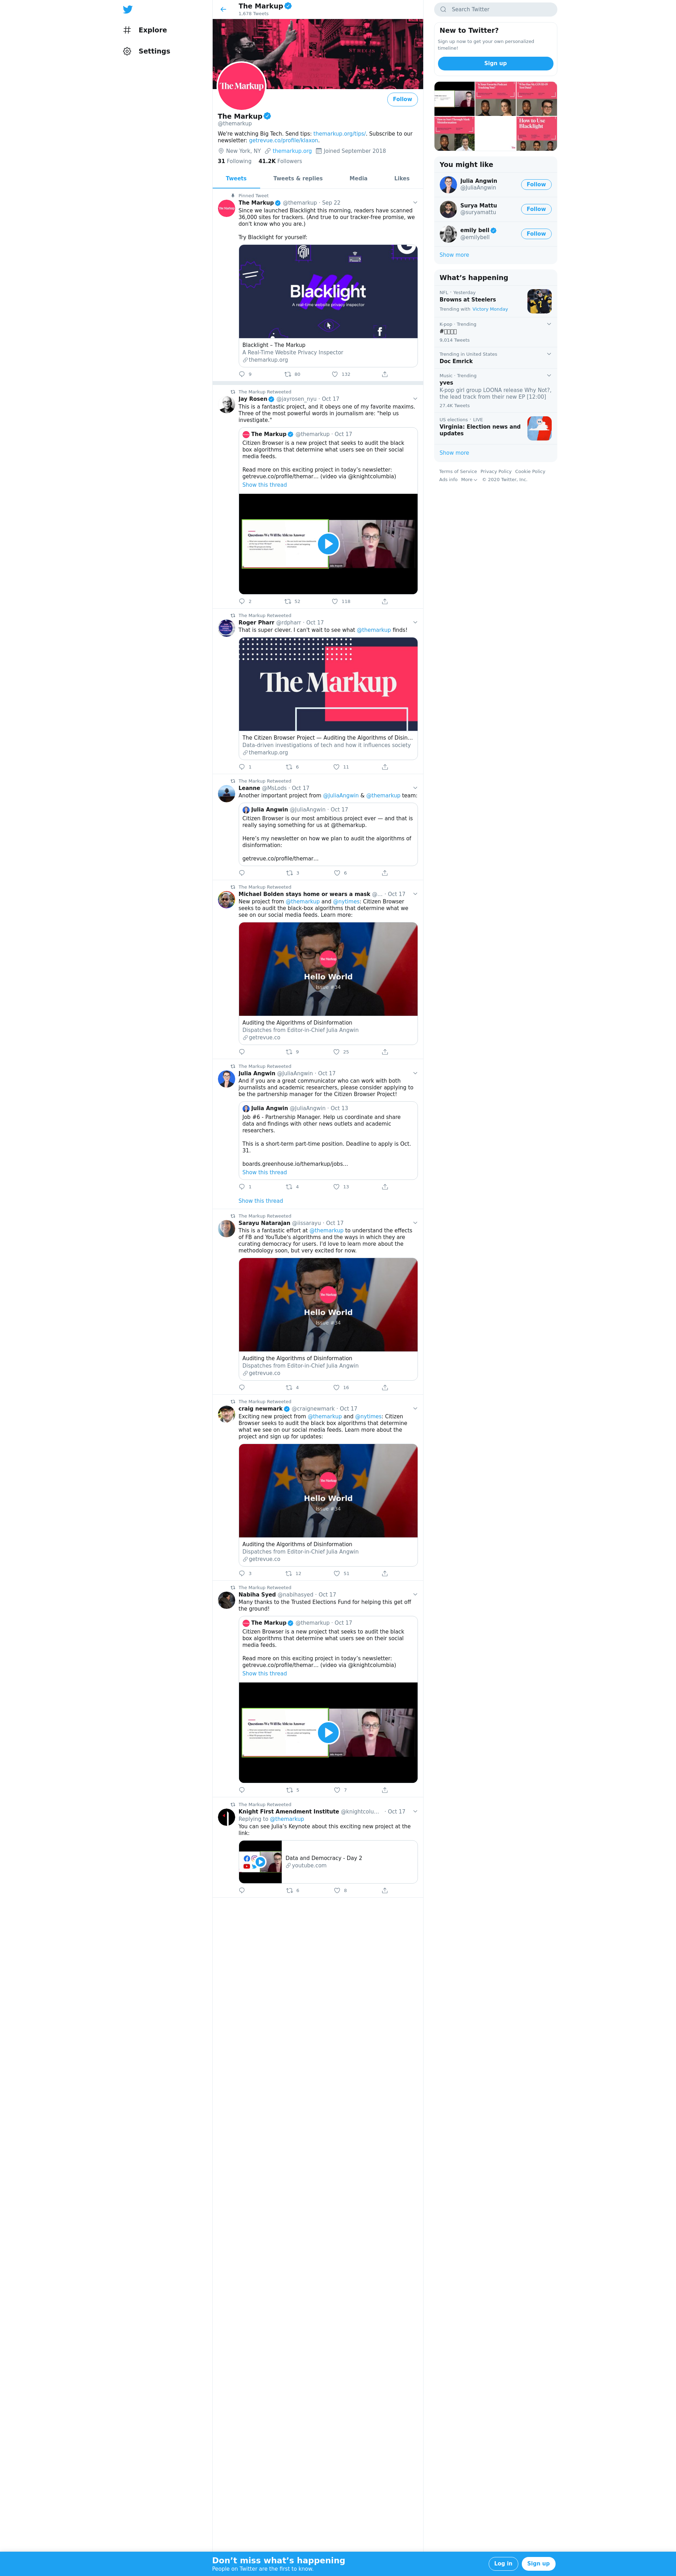 Explore
Settings
The Markup
1,678 Tweets
The Markup
Follow
The Markup
@themarkup
We're watching Big Tech. Send tips: themarkup.org/tips/. Subscribe to our
newsletter: getrevue.co/profile/klaxon.
New York, NY themarkup.org Joined September 2018
31 Following 41.2K Followers
Tweets Tweets & replies Media Likes
Pinned Tweet
The Markup @themarkup · Sep 22
Since we launched Blacklight this morning, readers have scanned
36,000 sites for trackers. (And true to our tracker-free promise, we
don't know who you are.)
Try Blacklight for yourself:
Blacklight
A real-time website privacy inspector
Blacklight – The Markup
A Real-Time Website Privacy Inspector
themarkup.org
80 132
The Markup Retweeted
Jay Rosen @jayrosen_nyu · Oct 17
This is a fantastic project, and it obeys one of my favorite maxims.
Three of the most powerful words in journalism are: "help us
investigate."
The Markup @themarkup · Oct 17
Citizen Browser is a new project that seeks to audit the black
box algorithms that determine what users see on their social
media feeds.
Read more on this exciting project in today's newsletter:
getrevue.co/profile/themar… (video via @knightcolumbia)
Show this thread
Questions We Will Be Able to Answer
2 52 114
The Markup Retweeted
Roger Pharr @rdpharr · Oct 17
That is super clever. I can't wait to see what @themarkup finds!
The Markup
The Citizen Browser Project — Auditing the Algorithms of Disin...
Data-driven investigations of tech and how it influences society
themarkup.org
1 6 11
The Markup Retweeted
Leanne @McLods · Oct 17
Another important project from @JuliaAngwin & @themarkup team:
Julia Angwin @JuliaAngwin · Oct 17
Citizen Browser is our most ambitious project ever — and that is
really saying something for us at @themarkup.
Here's my newsletter on how we plan to audit the algorithms of
disinformation:
getrevue.co/profile/themar…
3 6
The Markup Retweeted
Michael Bolden stays home or wears a mask @... · Oct 17
New project from @themarkup and @nytimes: Citizen Browser
seeks to audit the black-box algorithms that determine what we
see on our social media feeds. Learn more:
The Markup
Hello World
Issue #34
Auditing the Algorithms of Disinformation
Dispatches from Editor-in-Chief Julia Angwin
getrevue.co
9 25
The Markup Retweeted
Julia Angwin @JuliaAngwin · Oct 17
And if you are a great communicator who can work with both
journalists and academic researchers, please consider applying to
be the partnership manager for the Citizen Browser Project!
Julia Angwin @JuliaAngwin · Oct 13
Job #6 - Partnership Manager. Help us coordinate and share
data and findings with other news outlets and academic
researchers.
This is a short-term part-time position. Deadline to apply is Oct.
31.
boards.greenhouse.io/themarkup/jobs…
Show this thread
1 4 13
Show this thread
The Markup Retweeted
Sarayu Natarajan @iissarayu · Oct 17
This is a fantastic effort at @themarkup to understand the effects
of FB and YouTube's algorithms and the ways in which they are
curating democracy for users. I'd love to learn more about the
methodology soon, but very excited for now.
The Markup
Hello World
Issue #34
Auditing the Algorithms of Disinformation
Dispatches from Editor-in-Chief Julia Angwin
getrevue.co
4 16
The Markup Retweeted
craig newmark @craignewmark · Oct 17
Exciting new project from @themarkup and @nytimes: Citizen
Browser seeks to audit the black box algorithms that determine
what we see on our social media feeds. Learn more about the
project and sign up for updates:
The Markup
Hello World
Issue #34
Auditing the Algorithms of Disinformation
Dispatches from Editor-in-Chief Julia Angwin
getrevue.co
3 12 51
The Markup Retweeted
Nabiha Syed @nabihasyed · Oct 17
Many thanks to the Trusted Elections Fund for helping this get off
the ground!
The Markup @themarkup · Oct 17
Citizen Browser is a new project that seeks to audit the black
box algorithms that determine what users see on their social
media feeds.
Read more on this exciting project in today's newsletter:
getrevue.co/profile/themar… (video via @knightcolumbia)
Show this thread
Questions We Will Be Able to Answer
5 7
The Markup Retweeted
Knight First Amendment Institute @knightcolu... · Oct 17
Replying to @themarkup
You can see Julia's Keynote about this exciting new project at the
link:
Data and Democracy - Day 2
youtube.com
Search Twitter
New to Twitter?
Sign up now to get your own personalized
timeline!
Sign up
How to Use
Blacklight
You might like
Julia Angwin
@JuliaAngwin
Follow
Surya Mattu
@suryamattu
Follow
emily bell
@emilybell
Follow
Show more
What's happening
NFL · Yesterday
Browns at Steelers
Trending with Victory Monday
K-pop · Trending
9,014 Tweets
Trending in United States
Doc Emrick
Music · Trending
yves
K-pop girl group LOONA release Why Not?,
the lead track from their new EP [12:00]
27.4K Tweets
US elections · LIVE
Virginia: Election news and
updates
Show more
Terms of Service Privacy Policy Cookie Policy
Ads info More © 2020 Twitter, Inc.
Don't miss what's happening
People on Twitter are the first to know.
Log in Sign up